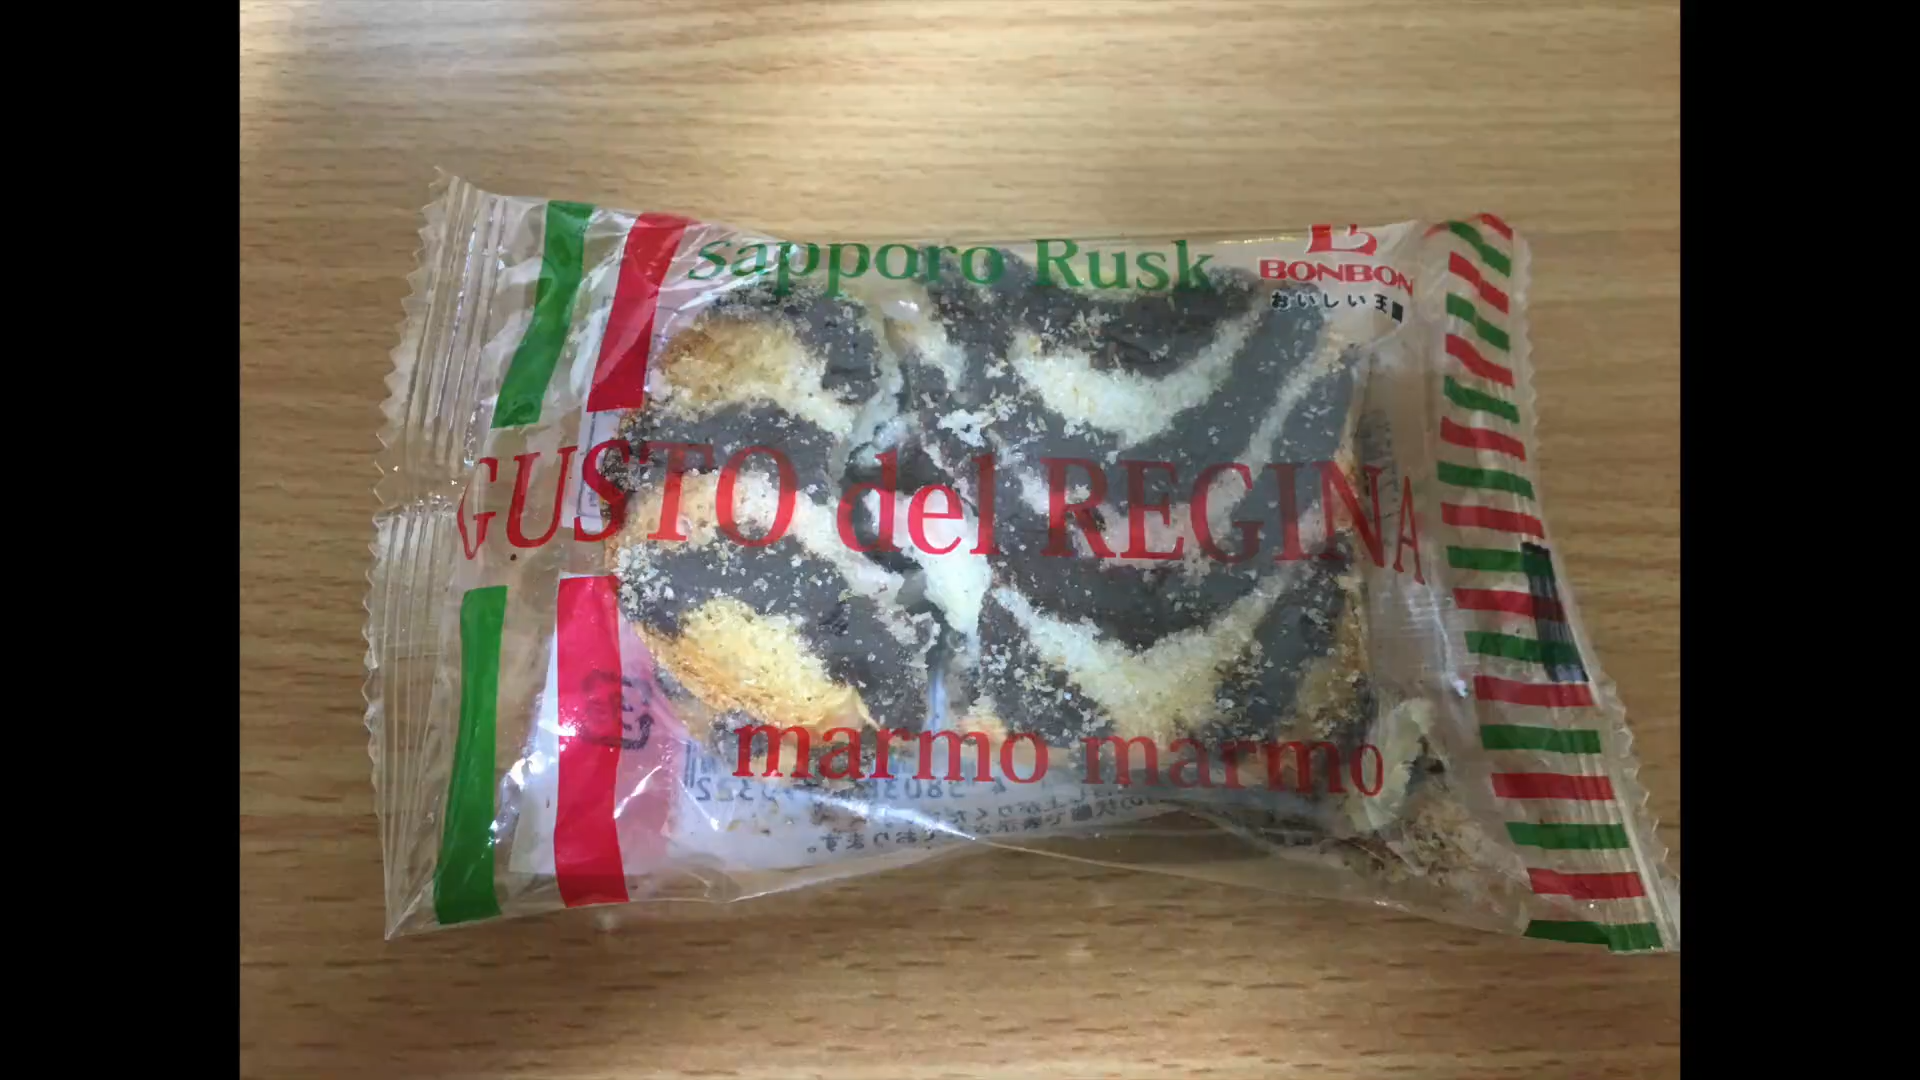 sapporo Rusk
BONBON
おいしい王国
GUSTO del REGINA
marmo marmo